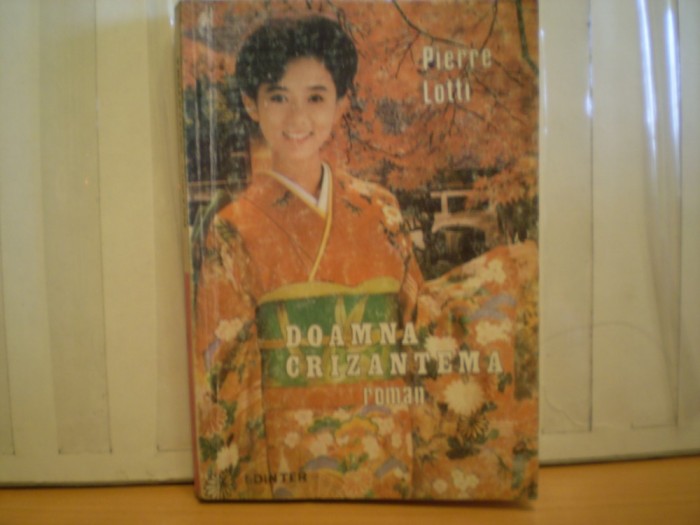 Pierre
Lotti
DOAMNA
CRIZANTEMA
roman
EDINTER